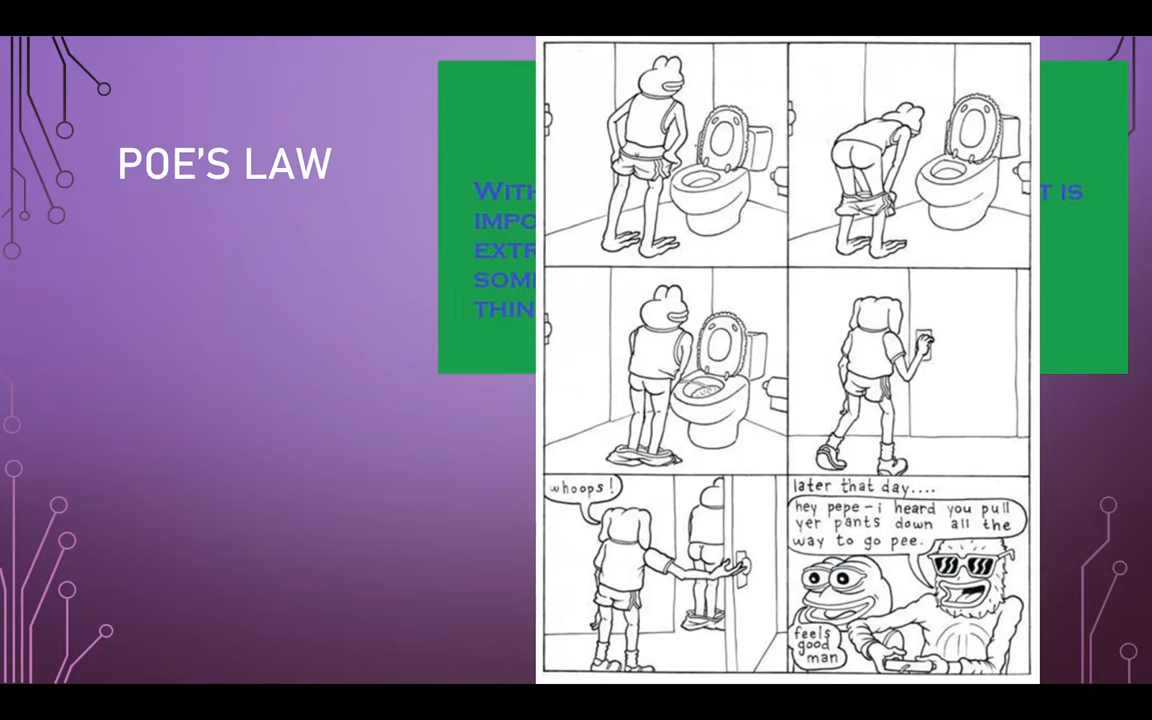 POE'S LAW
T IS
whoops!
later that day....
hey pepe-i heard you pull
yer pants down all the
way to go pee.
feels
good
man